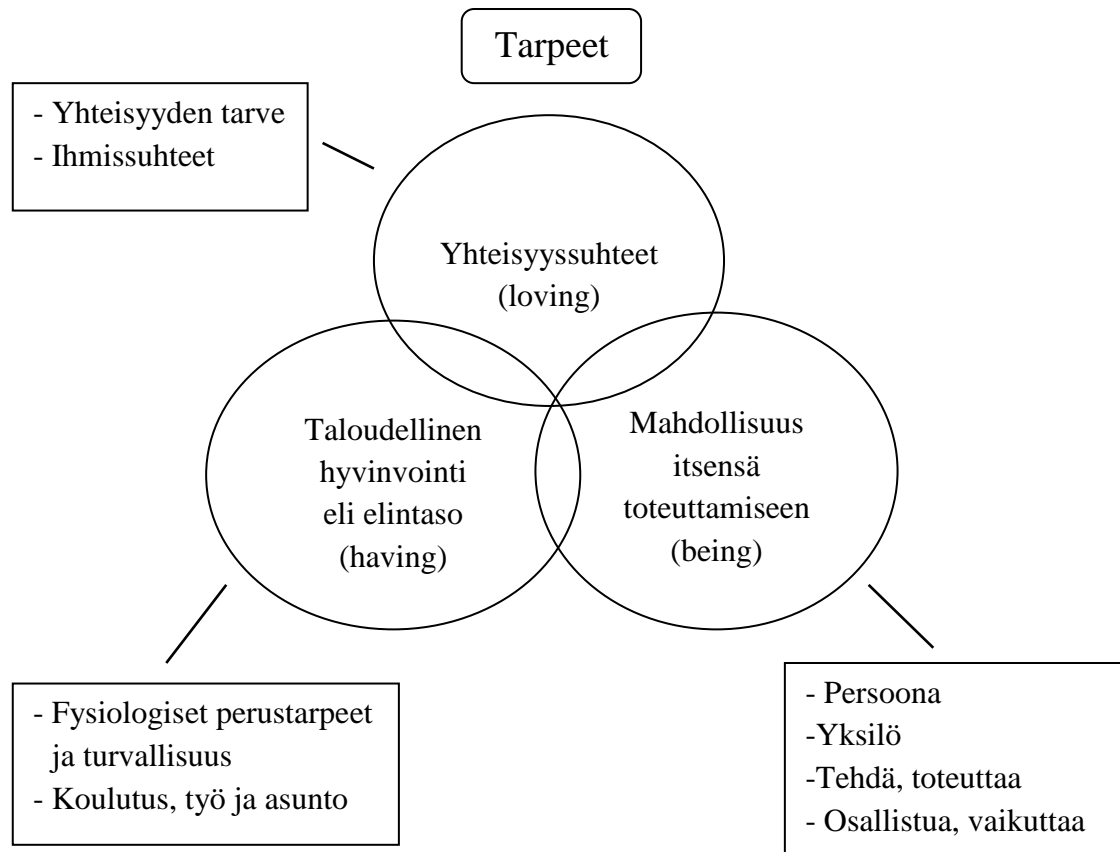 Tarpeet
- Yhteisyyden tarve
- Ihmissuhteet
Yhteisyyssuhteet
(loving)
Taloudellinen
hyvinvointi
eli elintaso
(having)
Mahdollisuus
itsensä
toteuttamiseen
(being)
- Fysiologiset perustarpeet
ja turvallisuus
- Koulutus, työ ja asunto
- Persoona
-Yksilö
-Tehdä, toteuttaa
- Osallistua, vaikuttaa